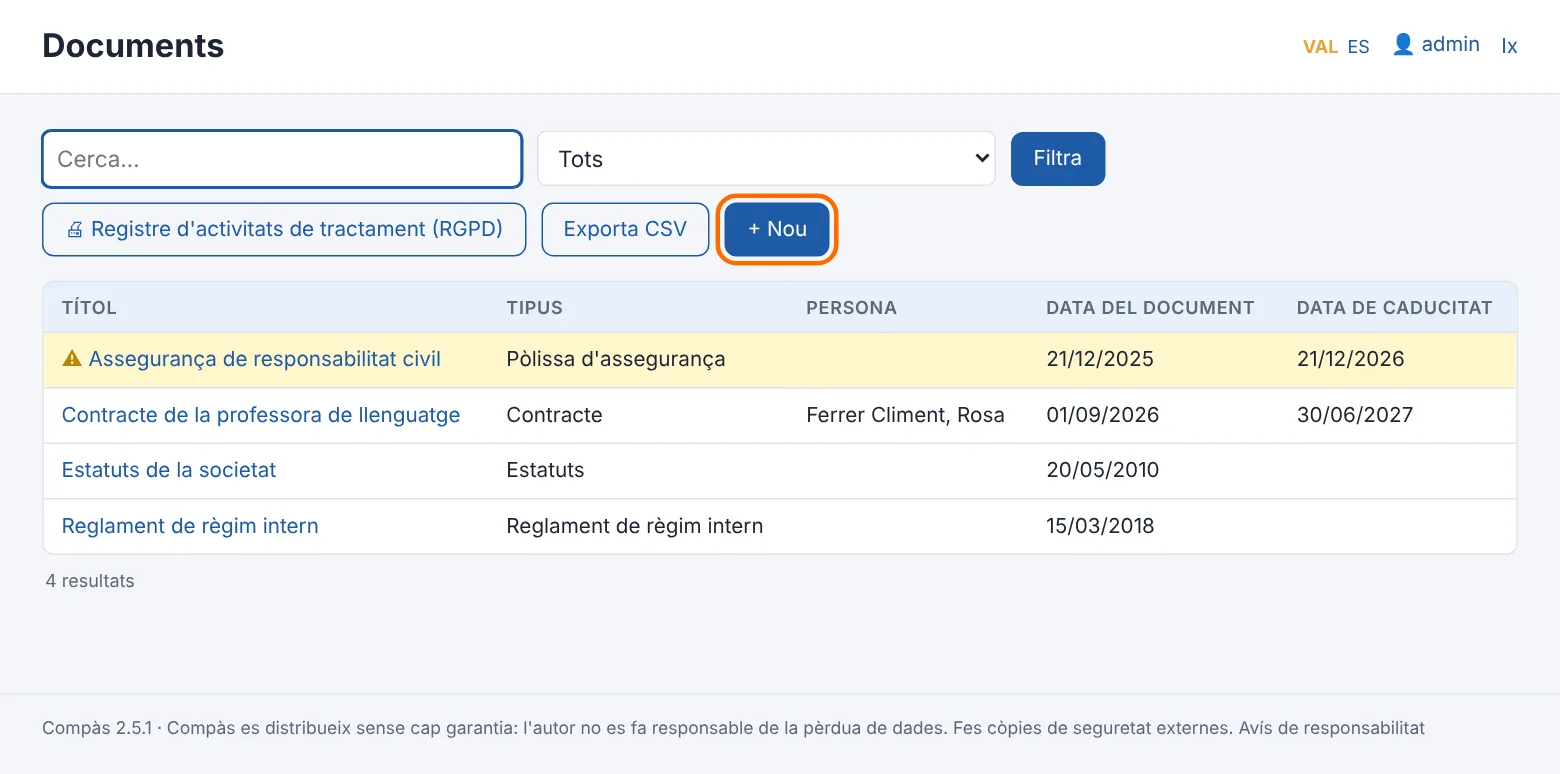 Documents
VAL ES admin Ix
Cerca...
Tots
Filtra
Registre d'activitats de tractament (RGPD)
Exporta CSV
+ Nou
TÍTOL TIPUS PERSONA DATA DEL DOCUMENT DATA DE CADUCITAT
Assegurança de responsabilitat civil Pòlissa d'assegurança 21/12/2025 21/12/2026
Contracte de la professora de llenguatge Contracte Ferrer Climent, Rosa 01/09/2026 30/06/2027
Estatuts de la societat Estatuts 20/05/2010
Reglament de règim intern Reglament de règim intern 15/03/2018
4 resultats
Compàs 2.5.1 · Compàs es distribueix sense cap garantia: l'autor no es fa responsable de la pèrdua de dades. Fes còpies de seguretat externes. Avís de responsabilitat